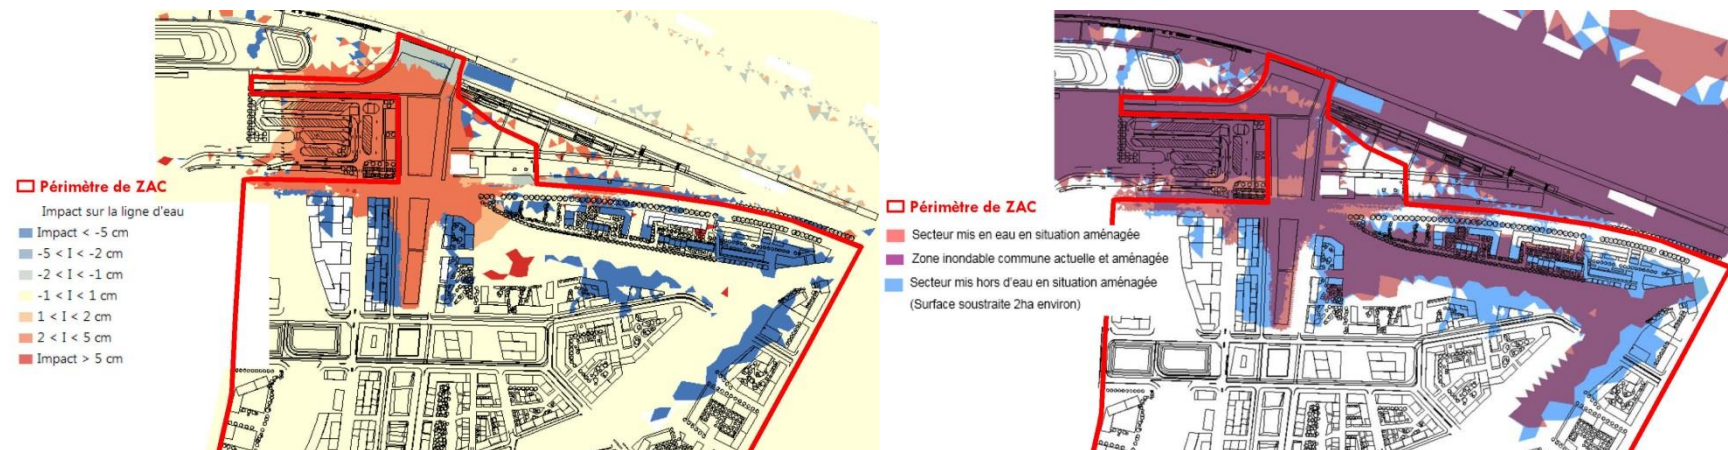 Périmètre de ZAC
Impact sur la ligne d'eau
Impact < -5 cm
-5 < I < -2 cm
-2 < I < -1 cm
-1 < I < 1 cm
1 < I < 2 cm
2 < I < 5 cm
Impact > 5 cm
Périmètre de ZAC
Secteur mis en eau en situation aménagée
Zone inondable commune actuelle et aménagée
Secteur mis hors d'eau en situation aménagée
(Surface soustraite 2ha environ)